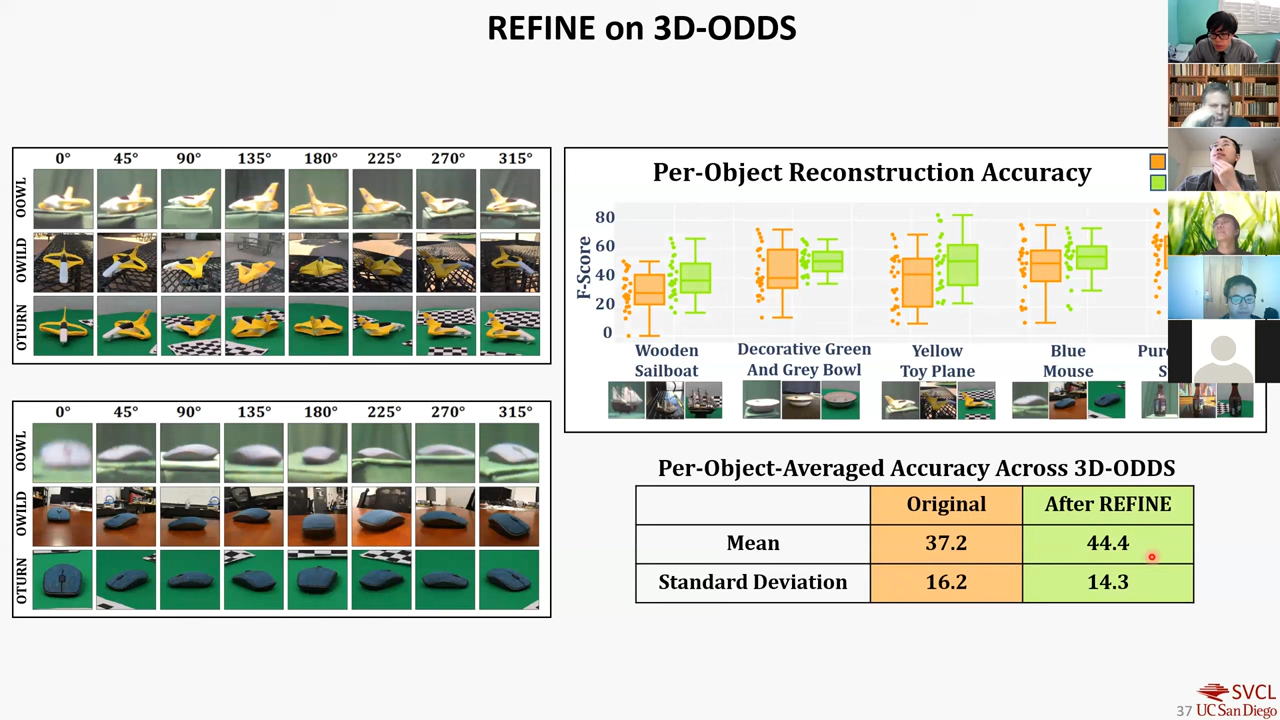 REFINE on 3D-ODDS
0° 45° 90° 135° 180° 225° 270° 315°
OOWL
OWILD
OTURN
0° 45° 90° 135° 180° 225° 270° 315°
OOWL
OWILD
OTURN
Per-Object Reconstruction Accuracy
F-Score
80
60
40
20
0
Wooden Sailboat
Decorative Green And Grey Bowl
Yellow Toy Plane
Blue Mouse
Per-Object-Averaged Accuracy Across 3D-ODDS
Original After REFINE
Mean 37.2 44.4
Standard Deviation 16.2 14.3
SVCL
37 UC San Diego